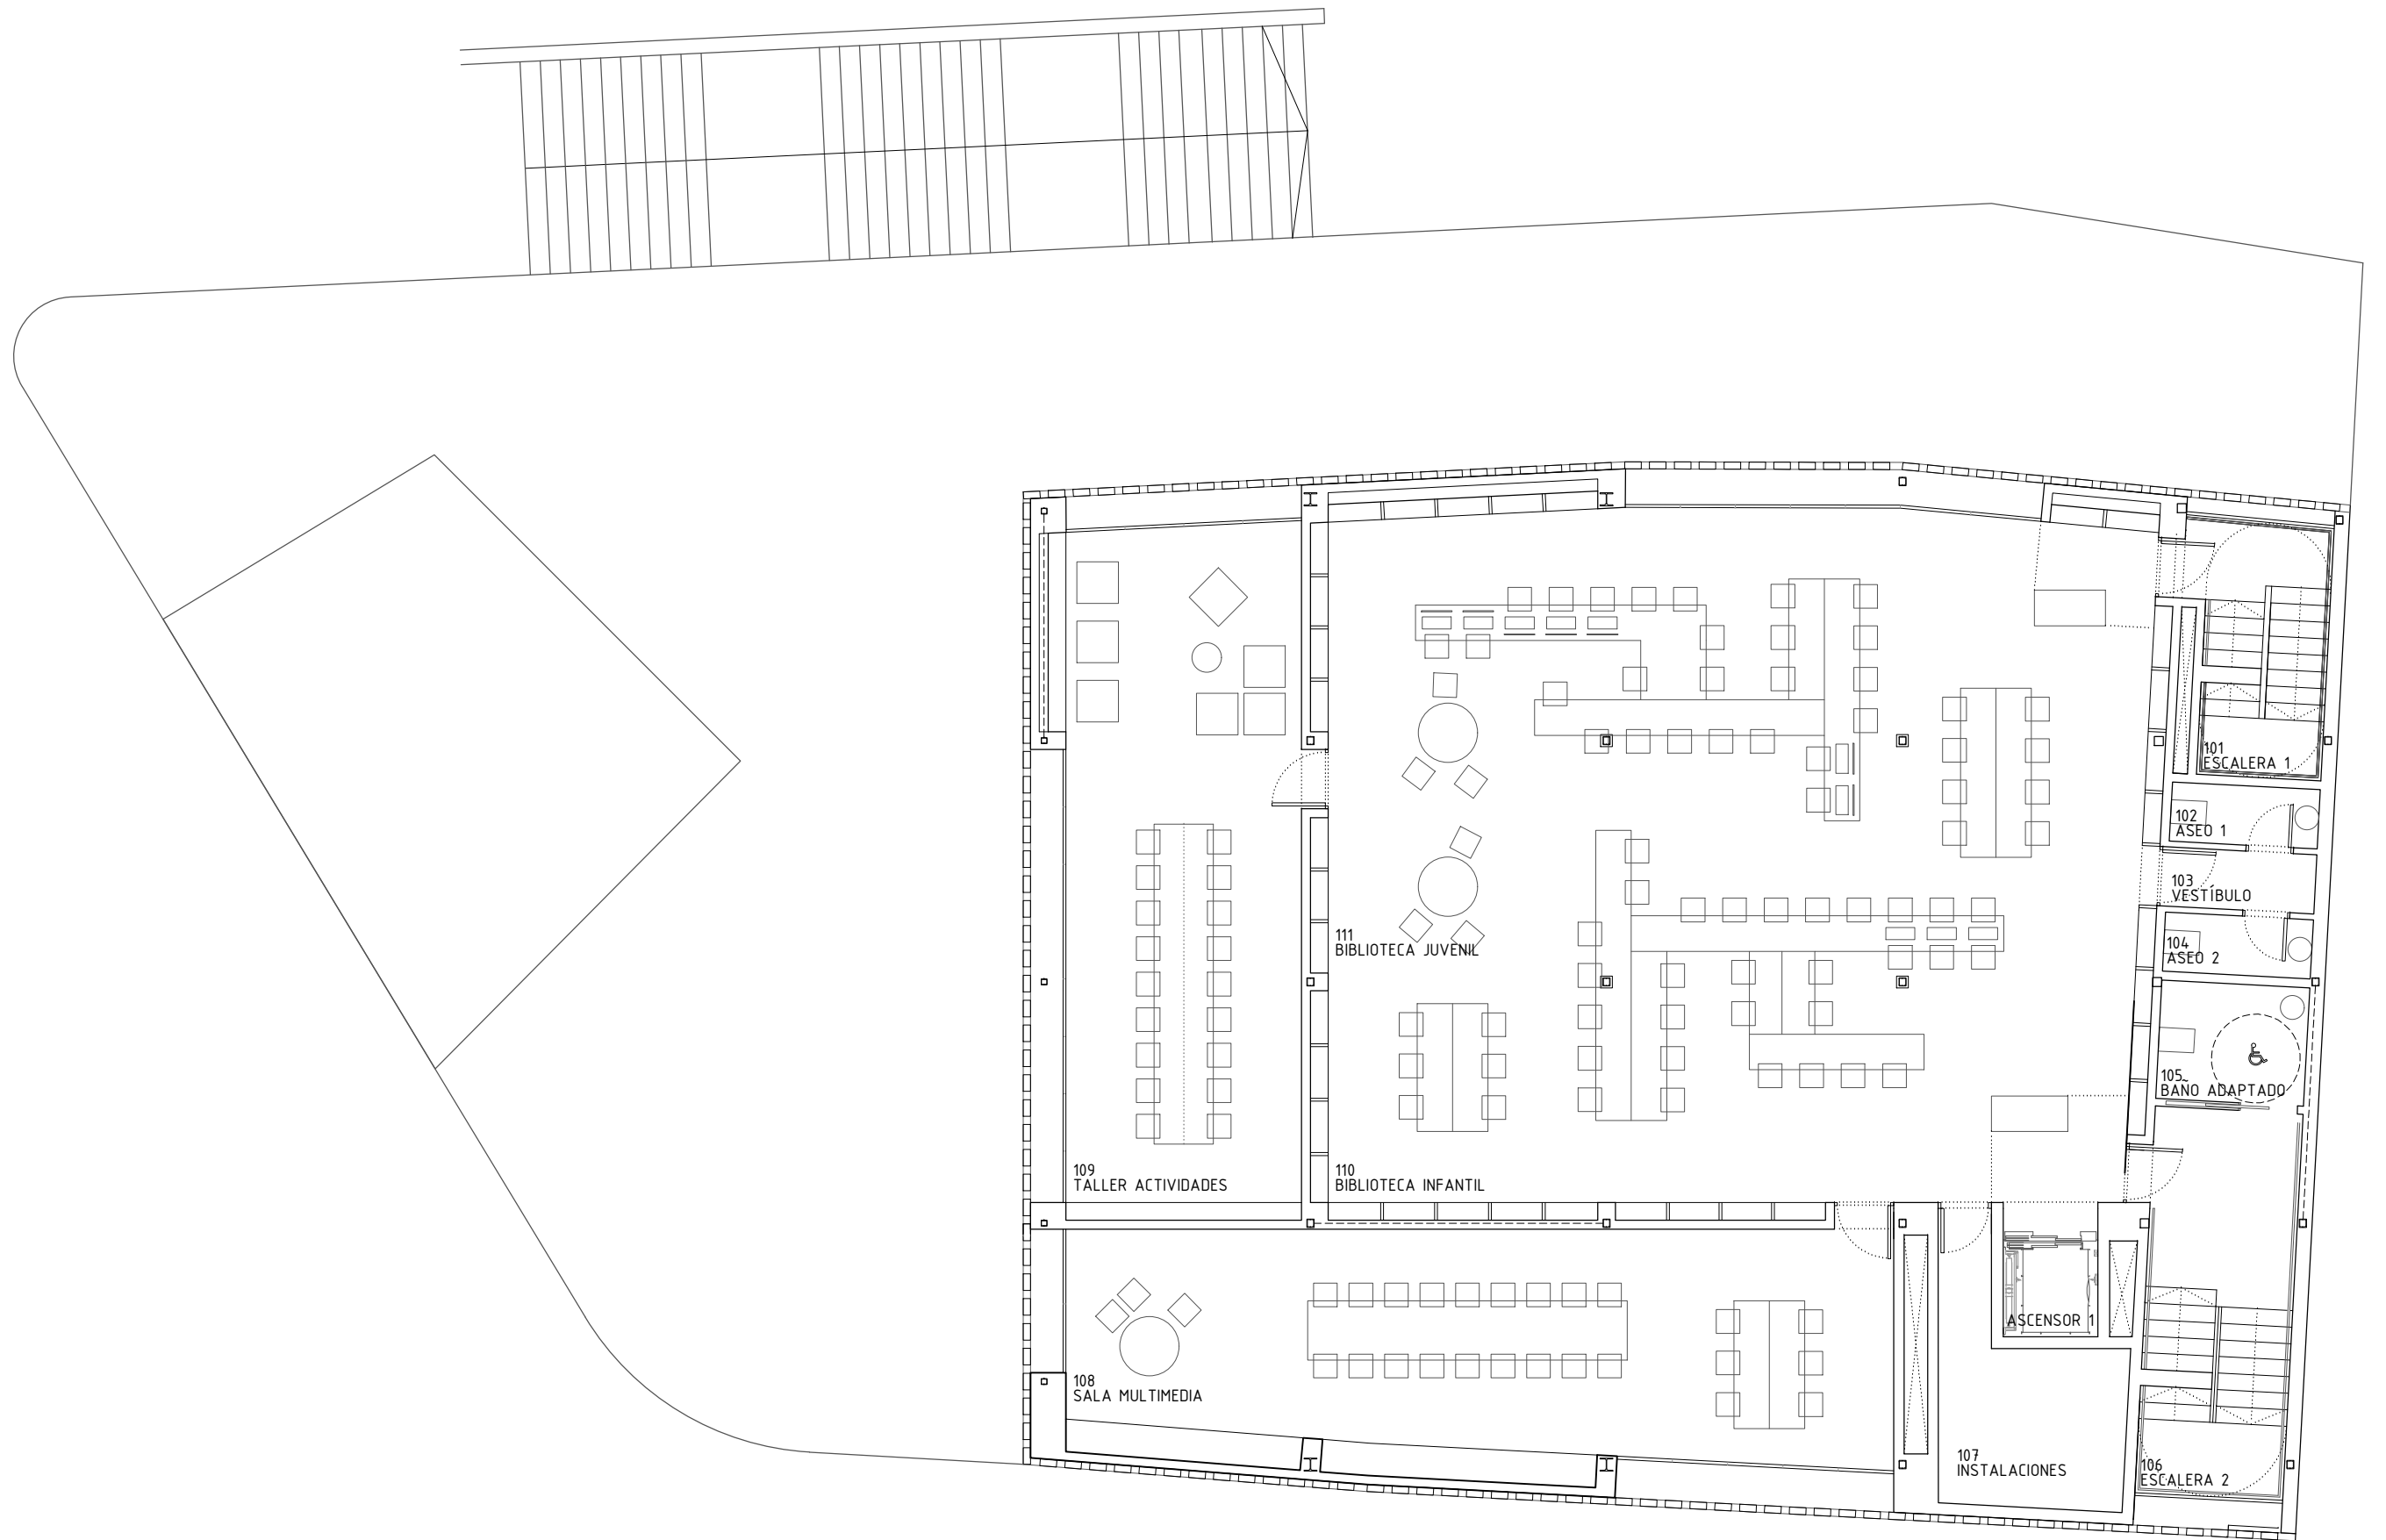 101
ESCALERA 1
102
ASEO 1
103
VESTÍBULO
111
BIBLIOTECA JUVENIL
104
ASEO 2
105
BAÑO ADAPTADO
109
TALLER ACTIVIDADES
110
BIBLIOTECA INFANTIL
ASCENSOR 1
108
SALA MULTIMEDIA
107
INSTALACIONES
106
ESCALERA 2